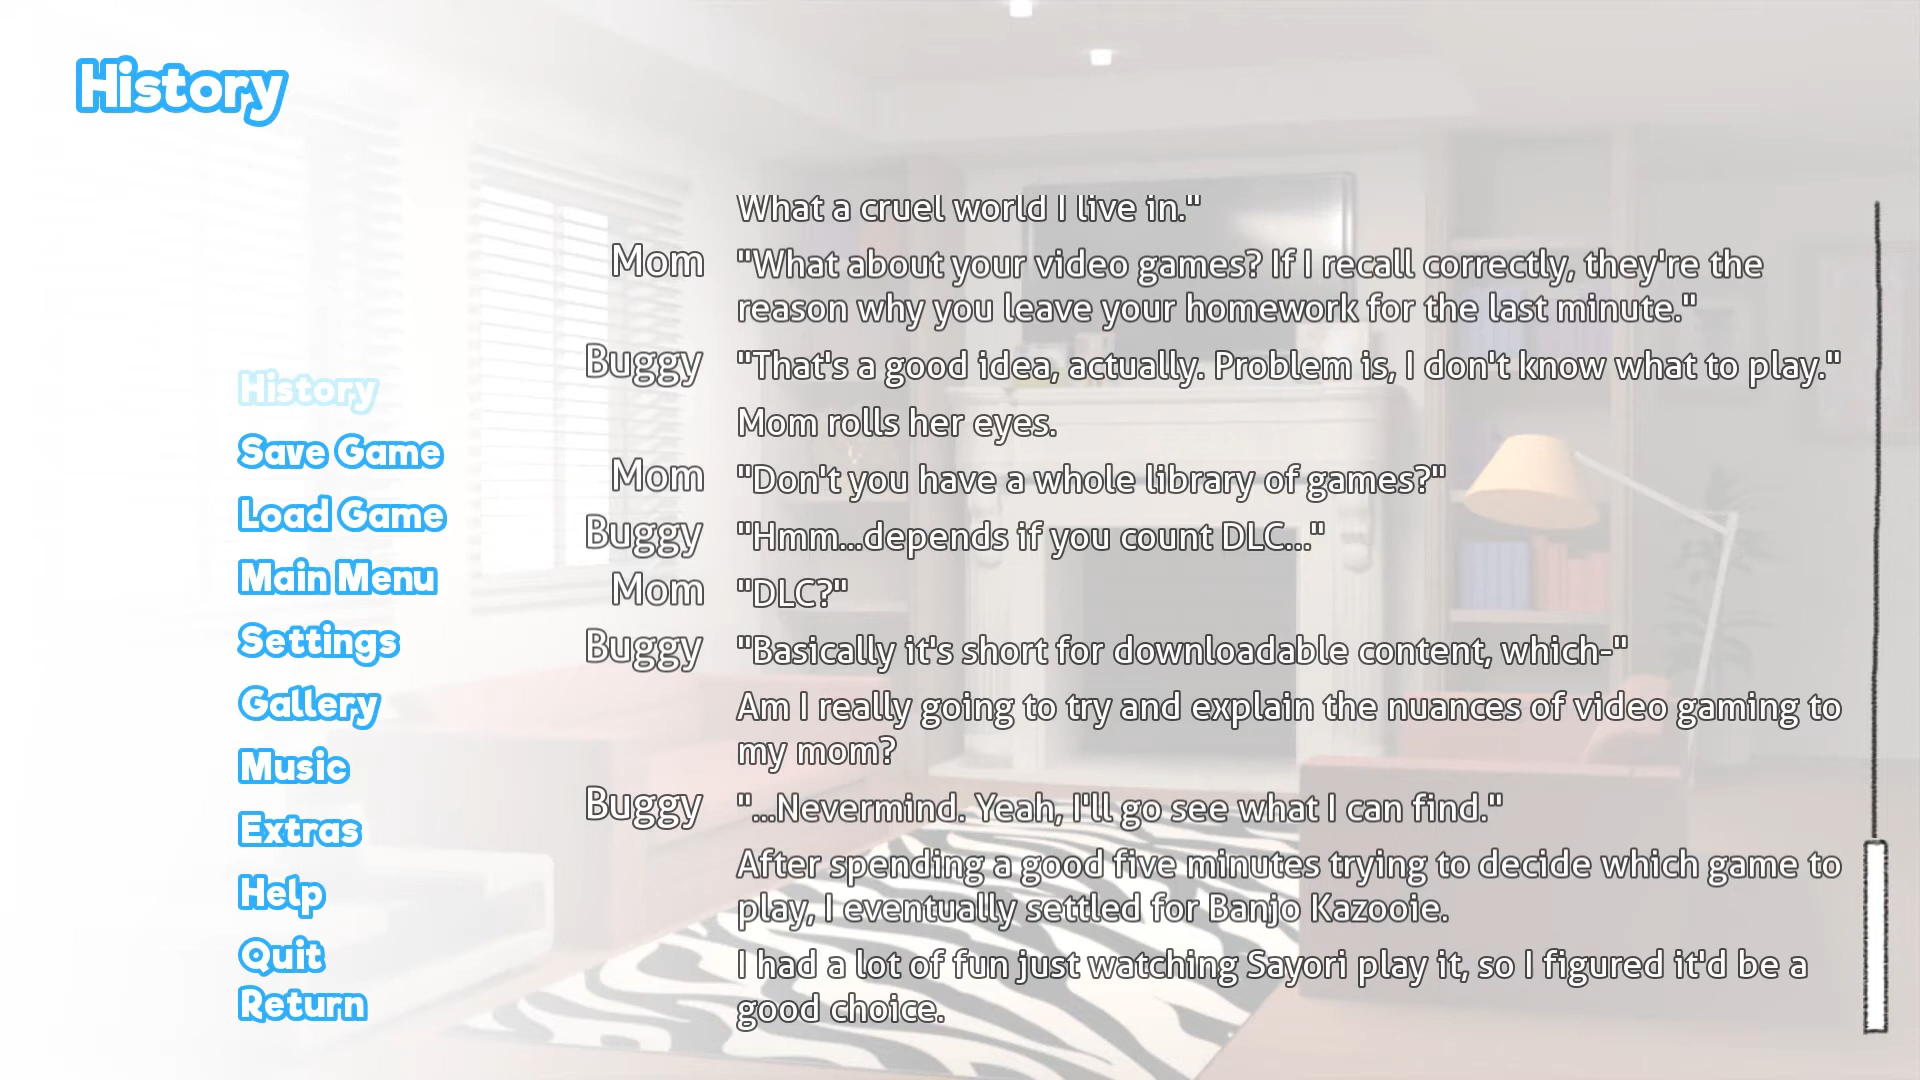 History
What a cruel world I live in."
Mom
"What about your video games? If I recall correctly, they're the
reason why you leave your homework for the last minute."
Buggy
"That's a good idea, actually. Problem is, I don't know what to play."
Mom rolls her eyes.
Mom
"Don't you have a whole library of games?"
Buggy
"Hmm...depends if you count DLC..."
Mom
"DLC?"
Buggy
"Basically it's short for downloadable content, which-"
Am I really going to try and explain the nuances of video gaming to
my mom?
Buggy
"...Nevermind. Yeah, I'll go see what I can find."
After spending a good five minutes trying to decide which game to
play, I eventually settled for Banjo Kazooie.
I had a lot of fun just watching Sayori play it, so I figured it'd be a
good choice.
History
Save Game
Load Game
Main Menu
Settings
Gallery
Music
Extras
Help
Quit
Return